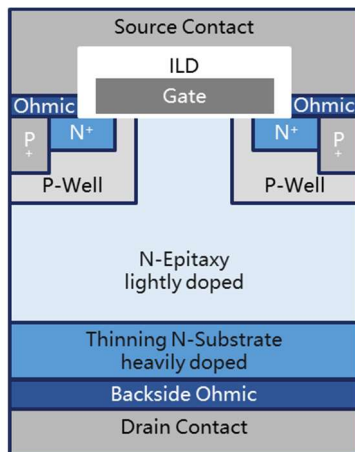 Source Contact
ILD
Gate
Ohmic
Ohmic
P
+
N+
N+
P
+
P-Well
P-Well
N-Epitaxy
lightly doped
Thinning N-Substrate
heavily doped
Backside Ohmic
Drain Contact